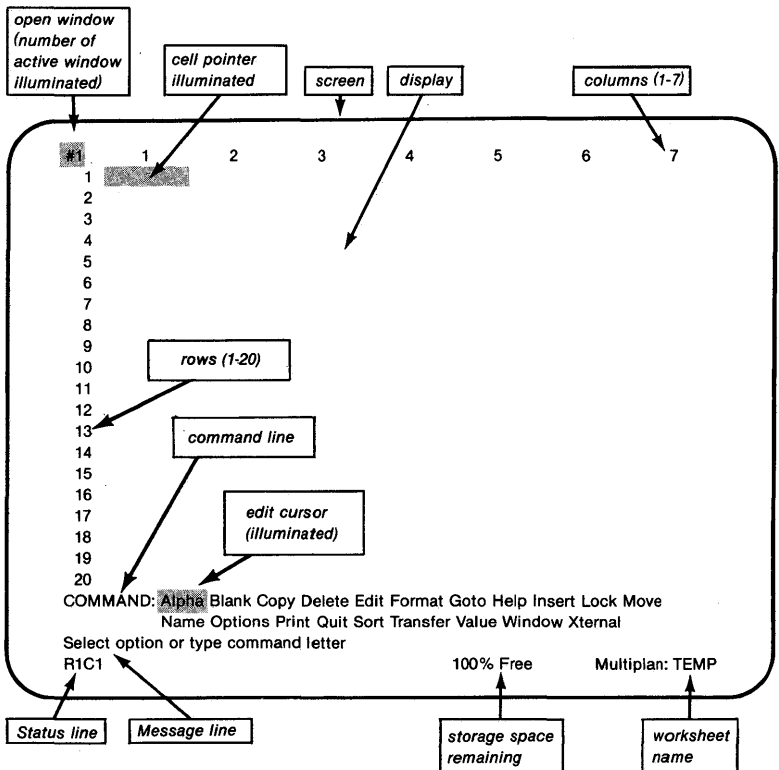 open window
(number of
active window
illuminated)
cell pointer
illuminated
screen
display
columns (1-7)
#1 1 2 3 4 5 6 7
1
2
3
4
5
6
7
8
9
10
11
12
13
14
15
16
17
18
19
20
rows (1-20)
command line
edit cursor
(illuminated)
COMMAND: Alpha Blank Copy Delete Edit Format Goto Help Insert Lock Move
Name Options Print Quit Sort Transfer Value Window Xternal
Select option or type command letter
R1C1 100% Free Multiplan: TEMP
Status line
Message line
storage space
remaining
worksheet
name